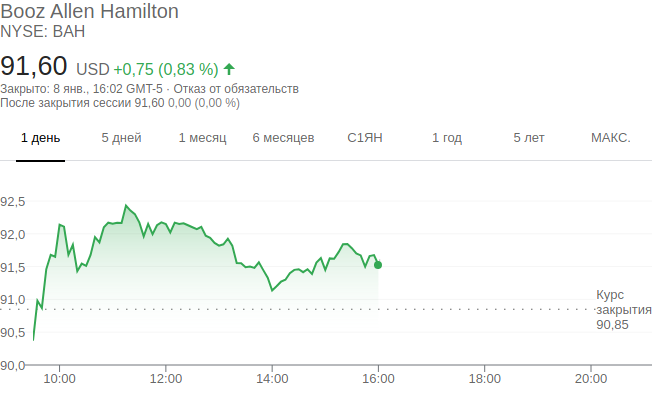 Booz Allen Hamilton
NYSE: BAH
91,60 USD +0,75 (0,83 %)
Закрыто: 8 янв., 16:02 GMT-5 · Отказ от обязательств
После закрытия сессии 91,60 0,00 (0,00 %)
1 день 5 дней 1 месяц 6 месяцев С1ЯН 1 год 5 лет МАКС.
92,5
92,0
91,5
91,0
90,5
90,0
Курс
закрытия
90,85
10:00 12:00 14:00 16:00 18:00 20:00